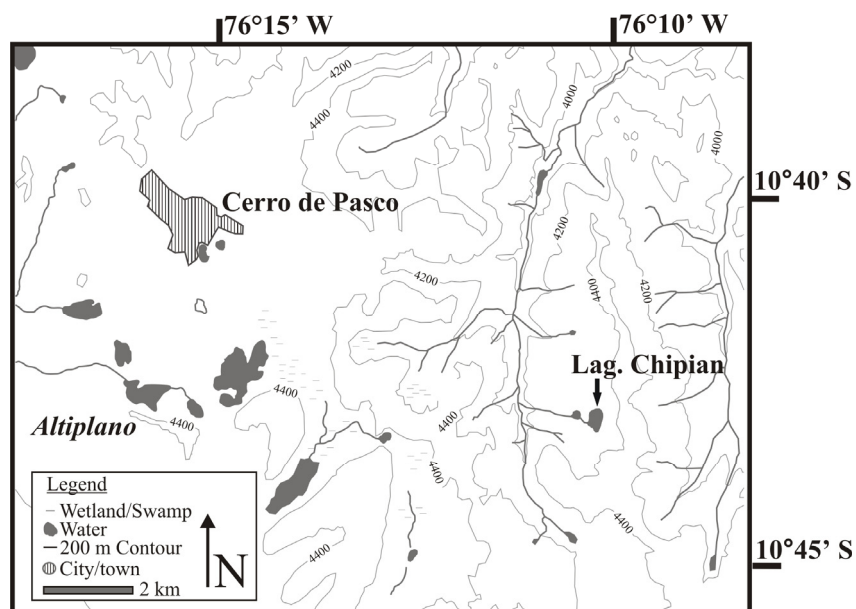 76°15’ W
76°10’ W
4200
4400
4000
4000
10°40’ S
Cerro de Pasco
4200
4200
4400
4200
Lag. Chipian
4400
4400
Altiplano
4400
4400
4400
4400
Legend
Wetland/Swamp
Water
200 m Contour
City/town
2 km
N
10°45’ S